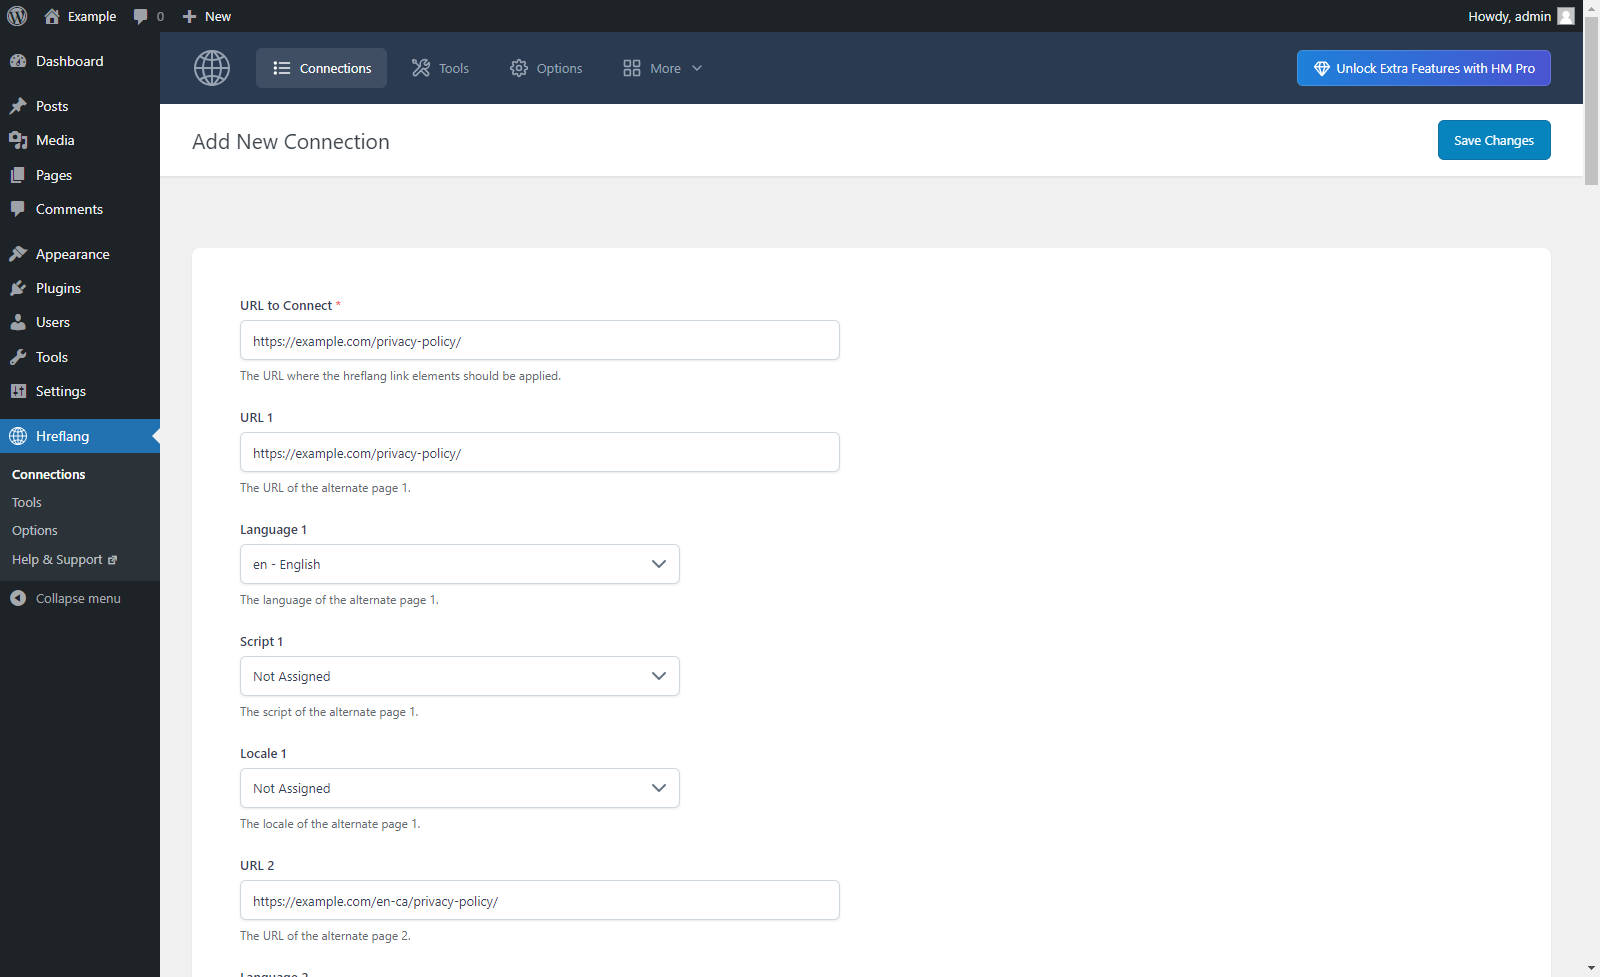 Example
0
New
Howdy, admin
Dashboard
Posts
Media
Pages
Comments
Appearance
Plugins
Users
Tools
Settings
Hreflang
Connections
Tools
Options
Help & Support
Collapse menu
Connections
Tools
Options
More
Unlock Extra Features with HM Pro
Add New Connection
Save Changes
URL to Connect *
https://example.com/privacy-policy/
The URL where the hreflang link elements should be applied.
URL 1
https://example.com/privacy-policy/
The URL of the alternate page 1.
Language 1
en - English
The language of the alternate page 1.
Script 1
Not Assigned
The script of the alternate page 1.
Locale 1
Not Assigned
The locale of the alternate page 1.
URL 2
https://example.com/en-ca/privacy-policy/
The URL of the alternate page 2.
Language 2